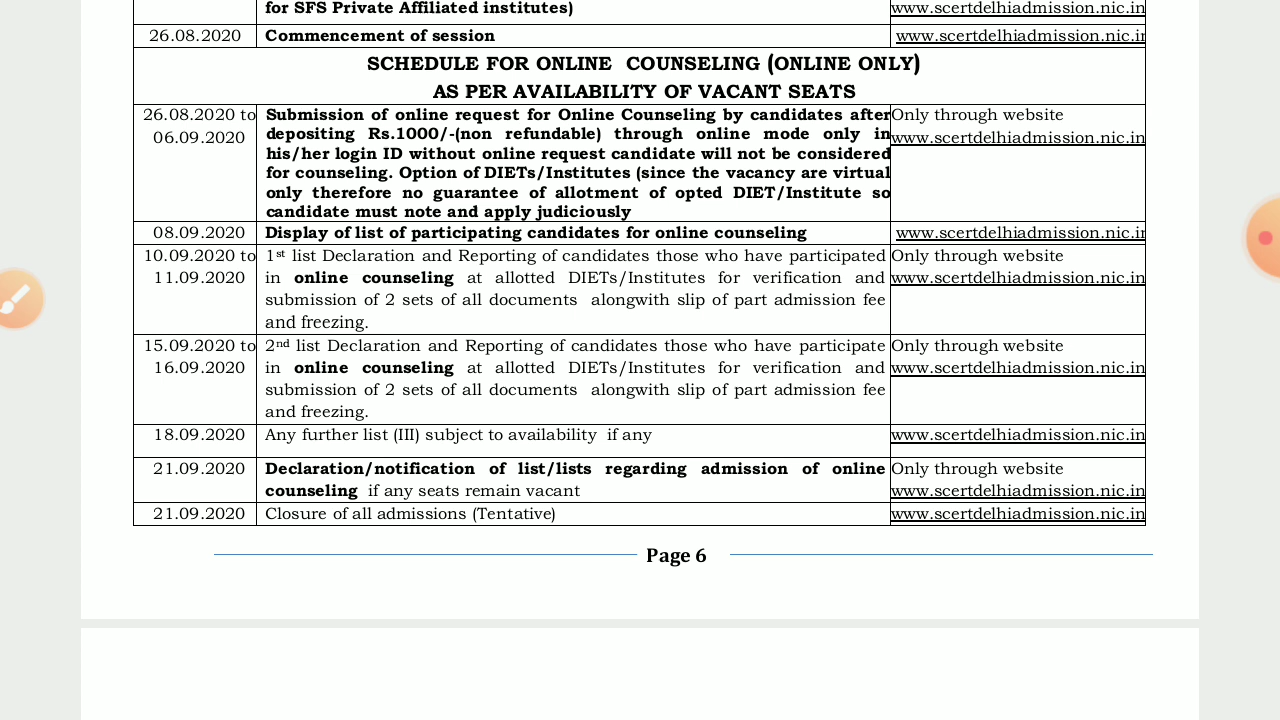 for SFS Private Affiliated institutes)
www.scertdelhiadmission.nic.in
26.08.2020 Commencement of session www.scertdelhiadmission.nic.in
SCHEDULE FOR ONLINE COUNSELING (ONLINE ONLY)
AS PER AVAILABILITY OF VACANT SEATS
26.08.2020 to
06.09.2020
Submission of online request for Online Counseling by candidates after
depositing Rs.1000/-(non refundable) through online mode only in
his/her login ID without online request candidate will not be considered
for counseling. Option of DIETs/Institutes (since the vacancy are virtual
only therefore no guarantee of allotment of opted DIET/Institute so
candidate must note and apply judiciously
Only through website
www.scertdelhiadmission.nic.in
08.09.2020 Display of list of participating candidates for online counseling www.scertdelhiadmission.nic.in
10.09.2020 to
11.09.2020
1st list Declaration and Reporting of candidates those who have participated
in online counseling at allotted DIETs/Institutes for verification and
submission of 2 sets of all documents alongwith slip of part admission fee
and freezing.
Only through website
www.scertdelhiadmission.nic.in
15.09.2020 to
16.09.2020
2nd list Declaration and Reporting of candidates those who have participate
in online counseling at allotted DIETs/Institutes for verification and
submission of 2 sets of all documents alongwith slip of part admission fee
and freezing.
Only through website
www.scertdelhiadmission.nic.in
18.09.2020 Any further list (III) subject to availability if any www.scertdelhiadmission.nic.in
21.09.2020
Declaration/notification of list/lists regarding admission of online
counseling if any seats remain vacant
Only through website
www.scertdelhiadmission.nic.in
21.09.2020 Closure of all admissions (Tentative) www.scertdelhiadmission.nic.in
Page 6